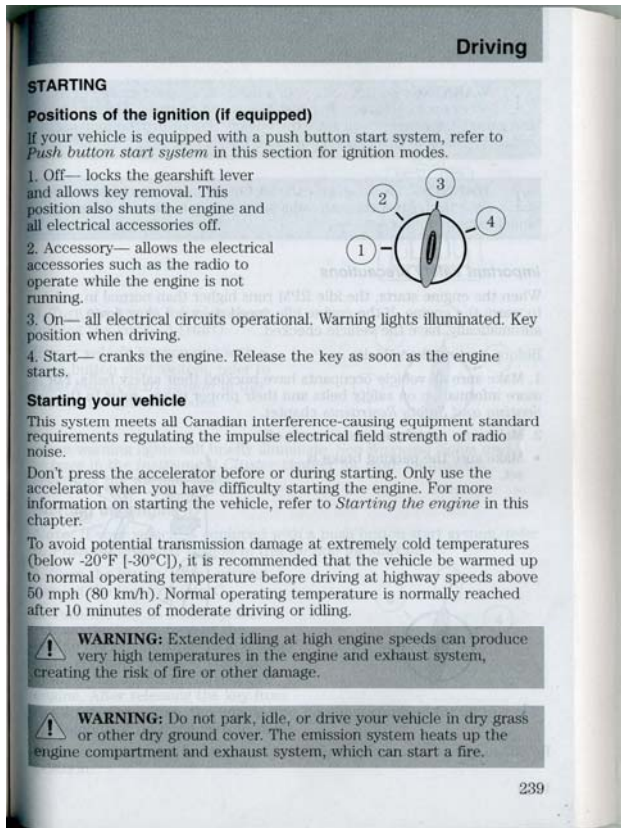 Driving
STARTING
Positions of the ignition (if equipped)
If your vehicle is equipped with a push button start system, refer to
Push button start system in this section for ignition modes.
1. Off— locks the gearshift lever
and allows key removal. This
position also shuts the engine and
all electrical accessories off.
2. Accessory— allows the electrical
accessories such as the radio to
operate while the engine is not
running.
1
2
3
4
3. On— all electrical circuits operational. Warning lights illuminated. Key
position when driving.
4. Start— cranks the engine. Release the key as soon as the engine
starts.
Starting your vehicle
This system meets all Canadian interference-causing equipment standard
requirements regulating the impulse electrical field strength of radio
noise.
Don't press the accelerator before or during starting. Only use the
accelerator when you have difficulty starting the engine. For more
information on starting the vehicle, refer to Starting the engine in this
chapter.
To avoid potential transmission damage at extremely cold temperatures
(below -20°F [-30°C]), it is recommended that the vehicle be warmed up
to normal operating temperature before driving at highway speeds above
50 mph (80 km/h). Normal operating temperature is normally reached
after 10 minutes of moderate driving or idling.
WARNING: Extended idling at high engine speeds can produce
very high temperatures in the engine and exhaust system,
creating the risk of fire or other damage.
WARNING: Do not park, idle, or drive your vehicle in dry grass
or other dry ground cover. The emission system heats up the
engine compartment and exhaust system, which can start a fire.
239